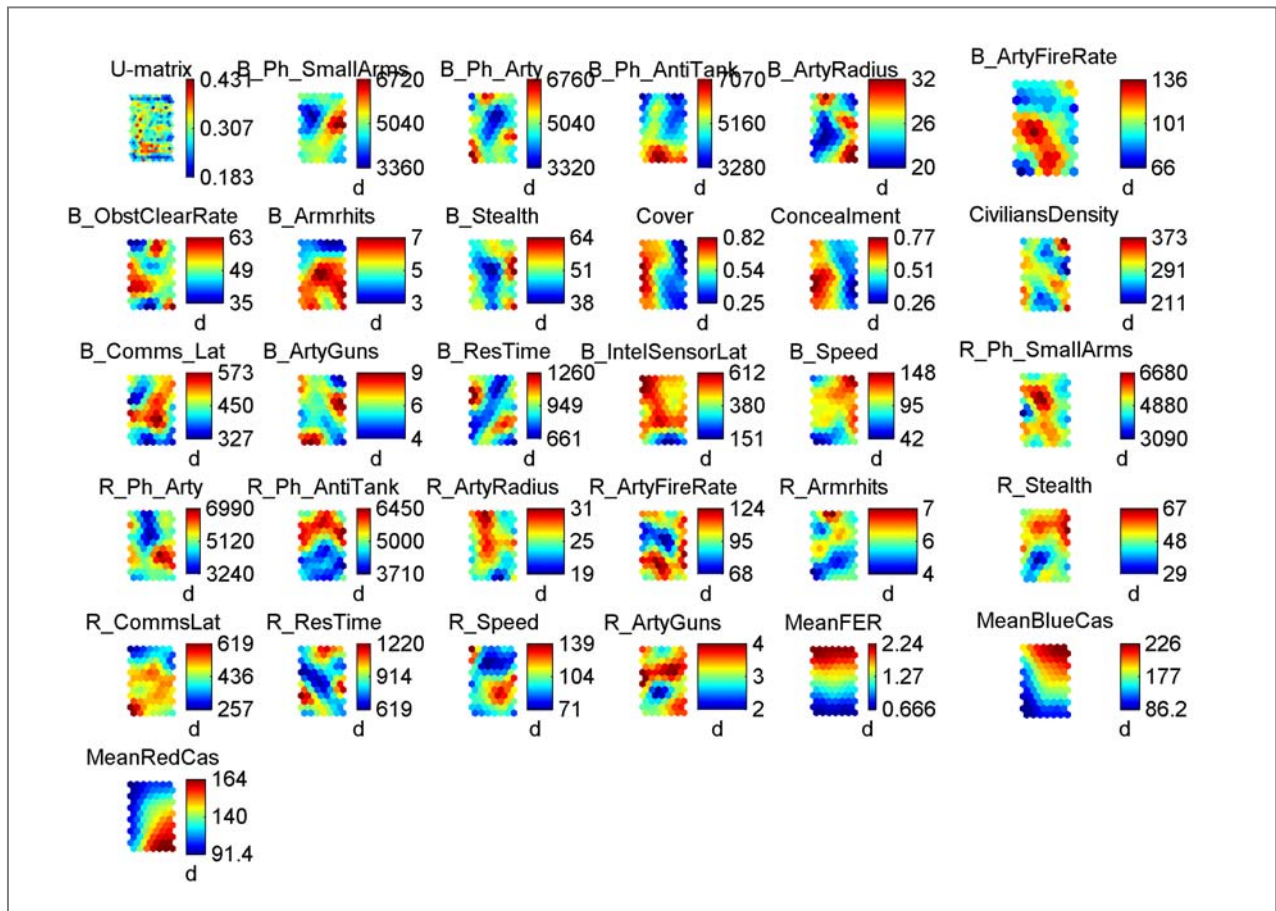 U-matrix
0.431
0.307
0.183
B_Ph_SmallArms
6720
5040
3360
d
B_Ph_Arty
6760
5040
3320
d
B_Ph_AntiTank
7070
5160
3280
d
B_ArtyRadius
32
26
20
d
B_ArtyFireRate
136
101
66
d
B_ObstClearRate
63
49
35
d
B_Armrhits
7
5
3
d
B_Stealth
64
51
38
d
Cover
0.82
0.54
0.25
d
Concealment
0.77
0.52
0.26
d
CiviliansDensity
373
291
211
d
B_Comms_Lat
573
450
327
d
B_ArtyGuns
9
6
4
d
B_ResTime
1260
949
661
d
B_IntelSensorLat
612
380
151
d
B_Speed
148
95
42
d
R_Ph_SmallArms
6680
4880
3090
d
R_Ph_Arty
6990
5120
3240
d
R_Ph_AntiTank
6450
5000
3710
d
R_ArtyRadius
31
25
19
d
R_ArtyFireRate
124
95
68
d
R_Armrhits
7
6
4
d
R_Stealth
67
48
29
d
R_CommsLat
619
436
257
d
R_ResTime
1220
914
619
d
R_Speed
139
104
71
d
R_ArtyGuns
4
3
2
d
MeanFER
2.24
1.27
0.666
d
MeanBlueCas
226
177
86.2
d
MeanRedCas
164
140
91.4
d